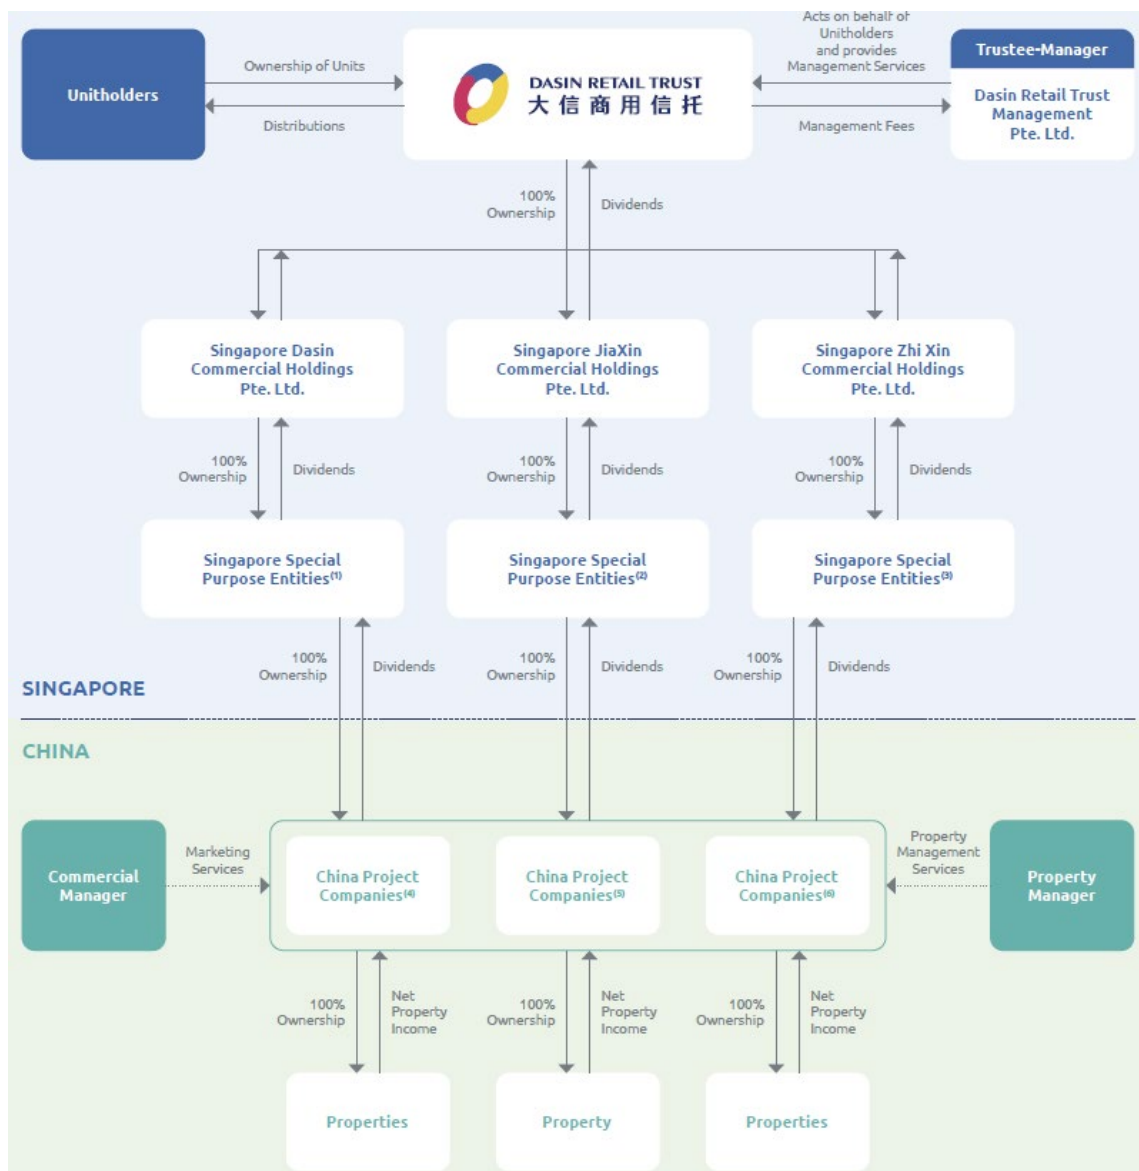 Ownership of Units
Acts on behalf of
Unitholders
and provides
Management Services
Unitholders
DASIN RETAIL TRUST
大信商用信托
Trustee-Manager
Dasin Retail Trust
Management
Pte. Ltd.
Distributions
Management Fees
100%
Ownership
Dividends
Singapore Dasin
Commercial Holdings
Pte. Ltd.
Singapore JiaXin
Commercial Holdings
Pte. Ltd.
Singapore Zhi Xin
Commercial Holdings
Pte. Ltd.
100%
Ownership
Dividends
100%
Ownership
Dividends
100%
Ownership
Dividends
Singapore Special
Purpose Entities(1)
Singapore Special
Purpose Entities(2)
Singapore Special
Purpose Entities(3)
100%
Ownership
Dividends
100%
Ownership
Dividends
100%
Ownership
Dividends
SINGAPORE
CHINA
Commercial
Manager
Marketing
Services
China Project
Companies(4)
China Project
Companies(5)
China Project
Companies(6)
Property
Management
Services
Property
Manager
100%
Ownership
Net
Property
Income
100%
Ownership
Net
Property
Income
100%
Ownership
Net
Property
Income
Properties
Property
Properties